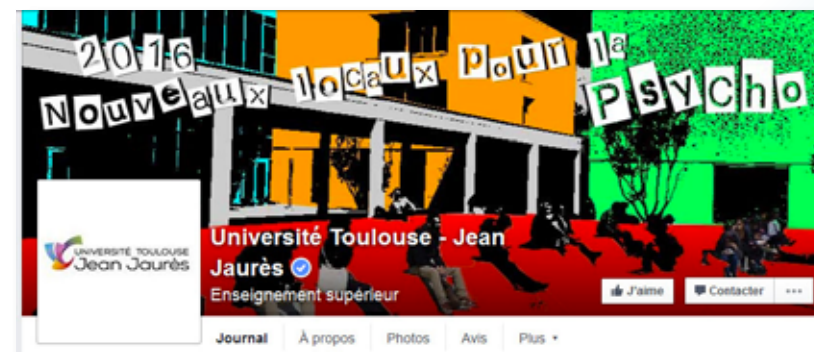 2016
Nouveaux locaux pour la
Psycho
UNIVERSITÉ TOULOUSE
Jean Jaurès
Université Toulouse - Jean
Jaurès
Enseignement supérieur
J'aime
Contacter
Journal
À propos
Photos
Avis
Plus